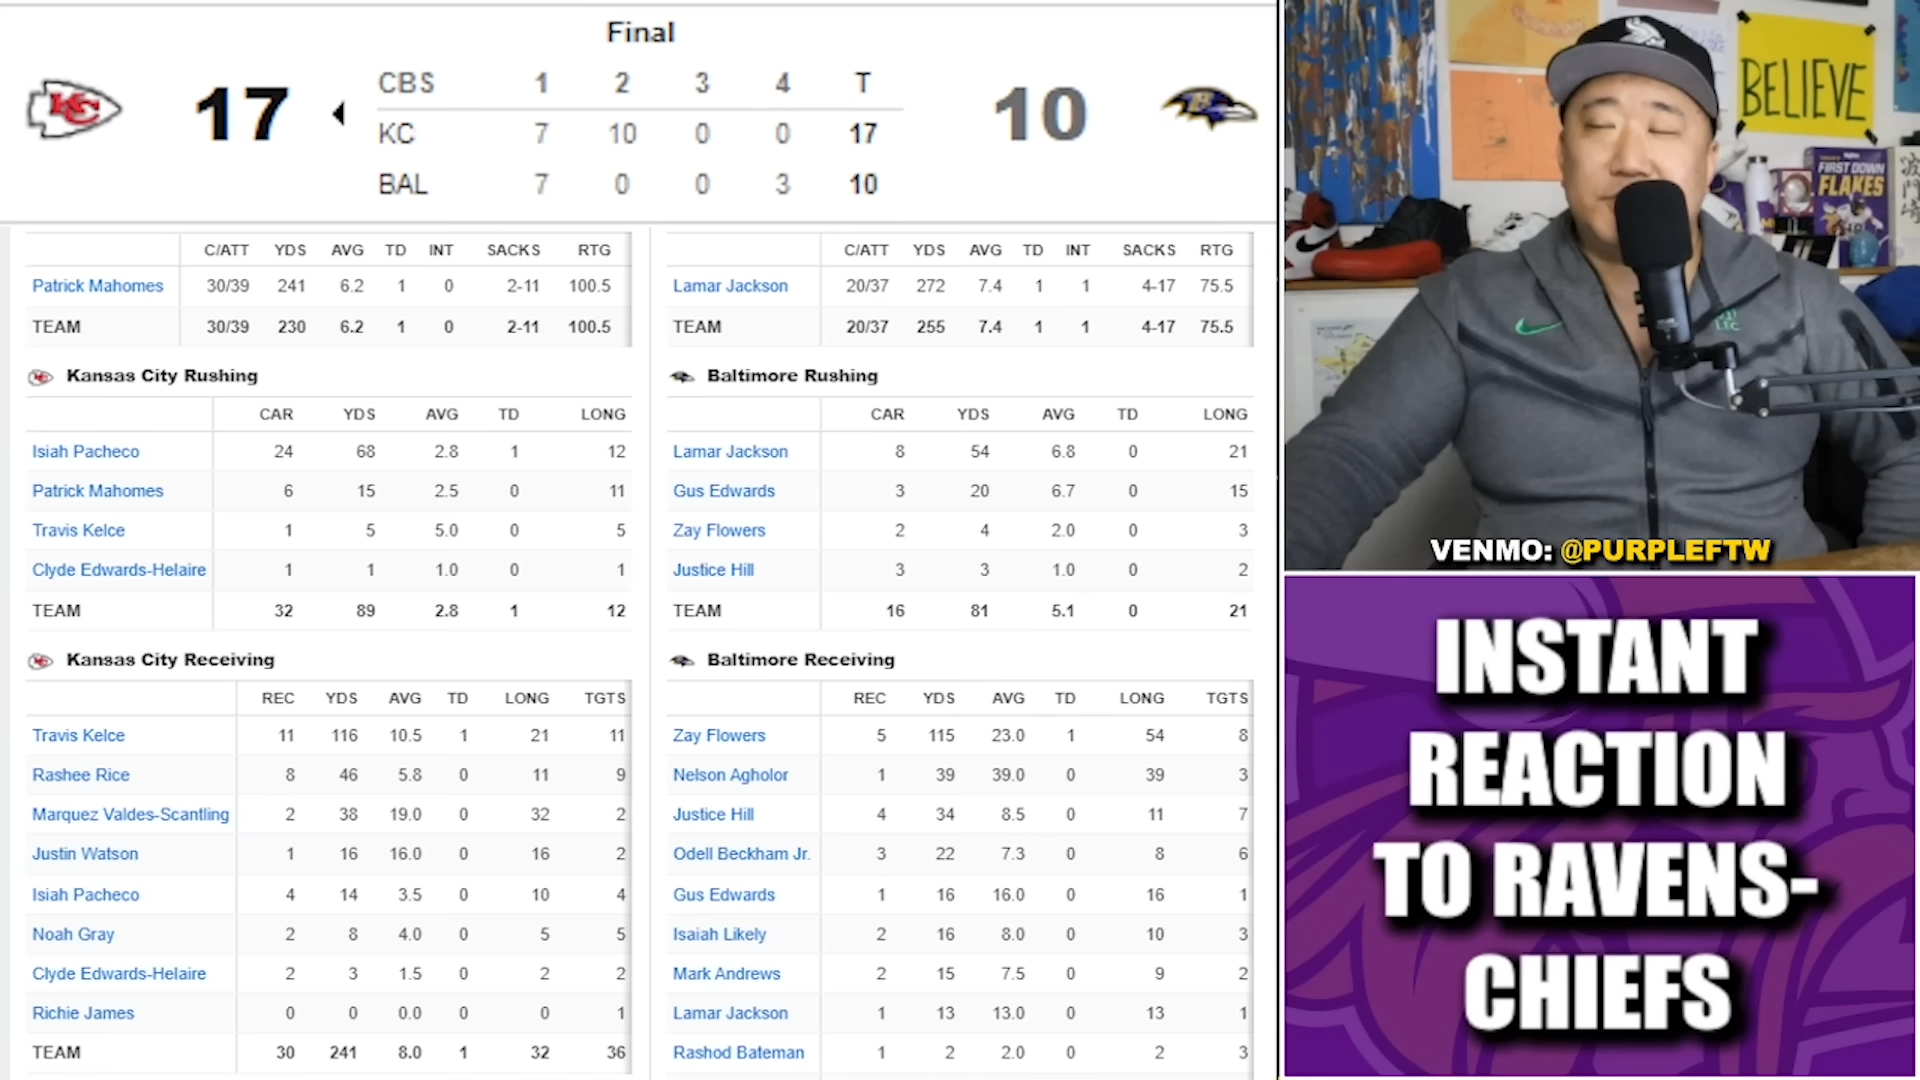 Final
17
CBS 1 2 3 4 T
KC 7 10 0 0 17
BAL 7 0 0 3 10
10
C/ATT YDS AVG TD INT SACKS RTG
Patrick Mahomes 30/39 241 6.2 1 0 2-11 100.5
TEAM 30/39 230 6.2 1 0 2-11 100.5
Kansas City Rushing
CAR YDS AVG TD LONG
Isiah Pacheco 24 68 2.8 1 12
Patrick Mahomes 6 15 2.5 0 11
Travis Kelce 1 5 5.0 0 5
Clyde Edwards-Helaire 1 1 1.0 0 1
TEAM 32 89 2.8 1 12
Kansas City Receiving
REC YDS AVG TD LONG TGTS
Travis Kelce 11 116 10.5 1 21 11
Rashee Rice 8 46 5.8 0 11 9
Marquez Valdes-Scantling 2 38 19.0 0 32 2
Justin Watson 1 16 16.0 0 16 2
Isiah Pacheco 4 14 3.5 0 10 4
Noah Gray 2 8 4.0 0 5 5
Clyde Edwards-Helaire 2 3 1.5 0 2 2
Richie James 0 0 0.0 0 0 1
TEAM 30 241 8.0 1 32 36
C/ATT YDS AVG TD INT SACKS RTG
Lamar Jackson 20/37 272 7.4 1 1 4-17 75.5
TEAM 20/37 255 7.4 1 1 4-17 75.5
Baltimore Rushing
CAR YDS AVG TD LONG
Lamar Jackson 8 54 6.8 0 21
Gus Edwards 3 20 6.7 0 15
Zay Flowers 2 4 2.0 0 3
Justice Hill 3 3 1.0 0 2
TEAM 16 81 5.1 0 21
Baltimore Receiving
REC YDS AVG TD LONG TGTS
Zay Flowers 5 115 23.0 1 54 8
Nelson Agholor 1 39 39.0 0 39 3
Justice Hill 4 34 8.5 0 11 7
Odell Beckham Jr. 3 22 7.3 0 8 6
Gus Edwards 1 16 16.0 0 16 1
Isaiah Likely 2 16 8.0 0 10 3
Mark Andrews 2 15 7.5 0 9 2
Lamar Jackson 1 13 13.0 0 13 1
Rashod Bateman 1 2 2.0 0 2 3
BELIEVE
FIRST DOWN
FLAKES
VENMO: @PURPLEFTW
INSTANT
REACTION
TO RAVENS-
CHIEFS